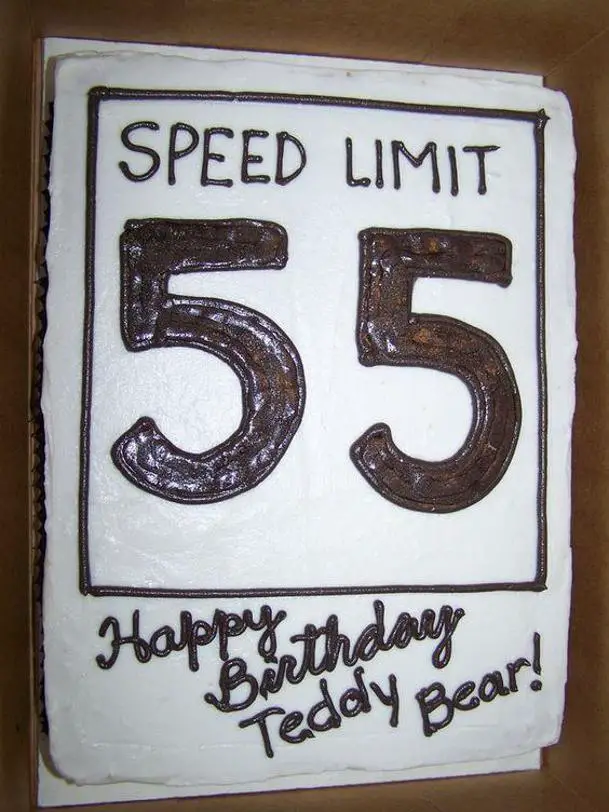 SPEED LIMIT
55
Happy
Birthday
Teddy Bear!